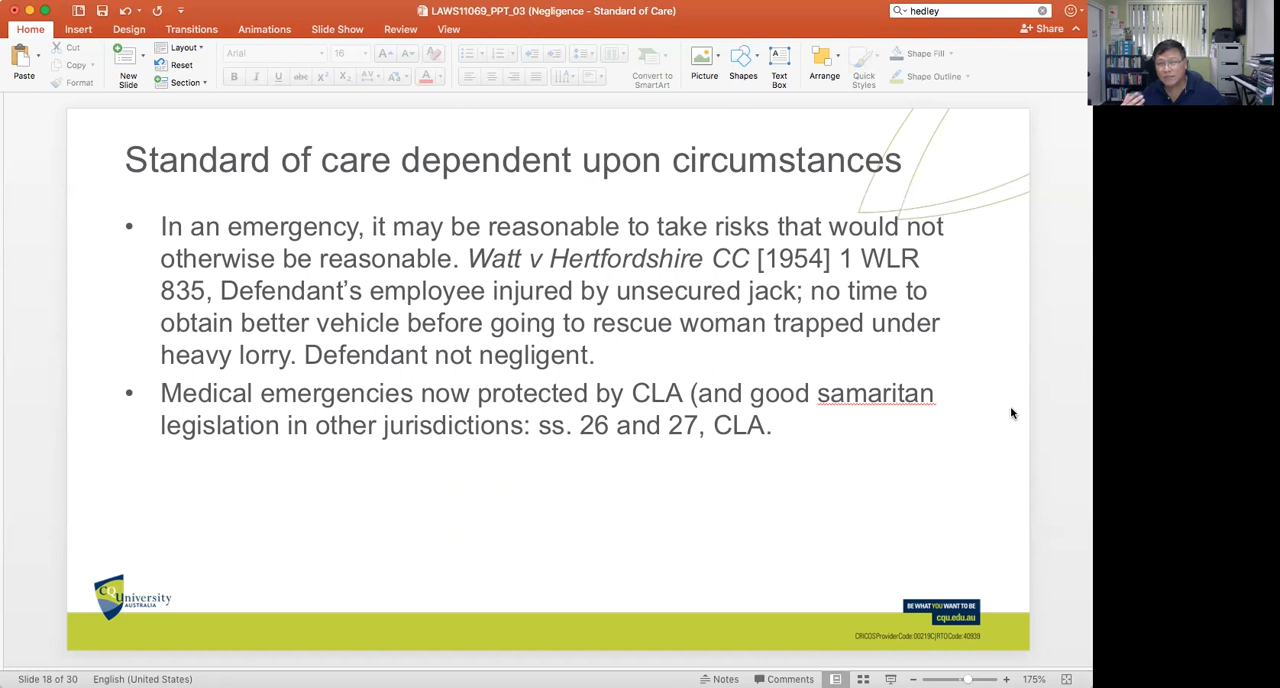 LAWS11069_PPT_03 (Negligence - Standard of Care)
hedley
Home Insert Design Transitions Animations Slide Show Review View
Share
Paste
Cut
Copy
Format
New Slide
Layout
Reset
Section
Arial 16
B I U abc X² X₂ AV Aa A
Convert to SmartArt
Picture
Shapes
Text Box
Arrange
Quick Styles
Shape Fill
Shape Outline
Standard of care dependent upon circumstances
• In an emergency, it may be reasonable to take risks that would not
otherwise be reasonable. Watt v Hertfordshire CC [1954] 1 WLR
835, Defendant’s employee injured by unsecured jack; no time to
obtain better vehicle before going to rescue woman trapped under
heavy lorry. Defendant not negligent.
• Medical emergencies now protected by CLA (and good samaritan
legislation in other jurisdictions: ss. 26 and 27, CLA.
CQUniversity
AUSTRALIA
BE WHAT YOU WANT TO BE
cqu.edu.au
CRICOSProviderCode:00219C|RTOCode:40939
Slide 18 of 30 English (United States) Notes Comments 175%